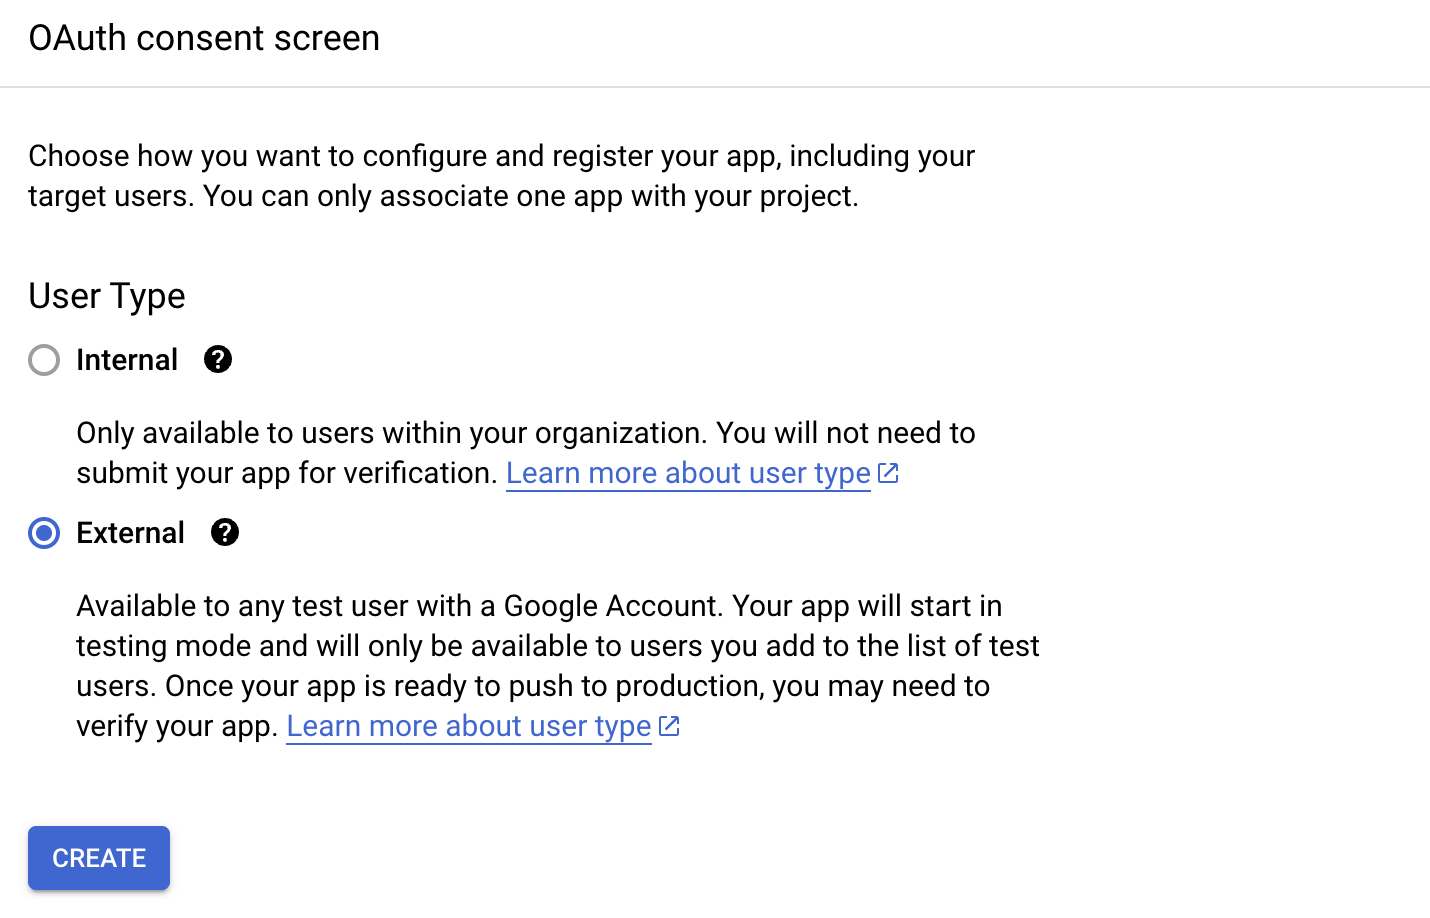 OAuth consent screen
Choose how you want to configure and register your app, including your
target users. You can only associate one app with your project.
User Type
Internal ?
Only available to users within your organization. You will not need to
submit your app for verification. Learn more about user type
External ?
Available to any test user with a Google Account. Your app will start in
testing mode and will only be available to users you add to the list of test
users. Once your app is ready to push to production, you may need to
verify your app. Learn more about user type
CREATE